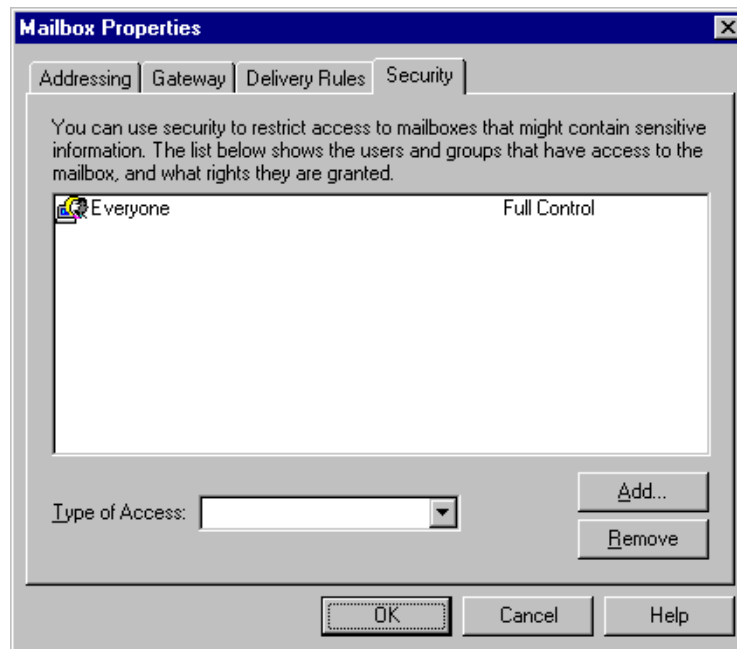 Mailbox Properties
Addressing Gateway Delivery Rules Security
You can use security to restrict access to mailboxes that might contain sensitive
information. The list below shows the users and groups that have access to the
mailbox, and what rights they are granted.
Everyone Full Control
Add...
Type of Access:
Remove
OK Cancel Help